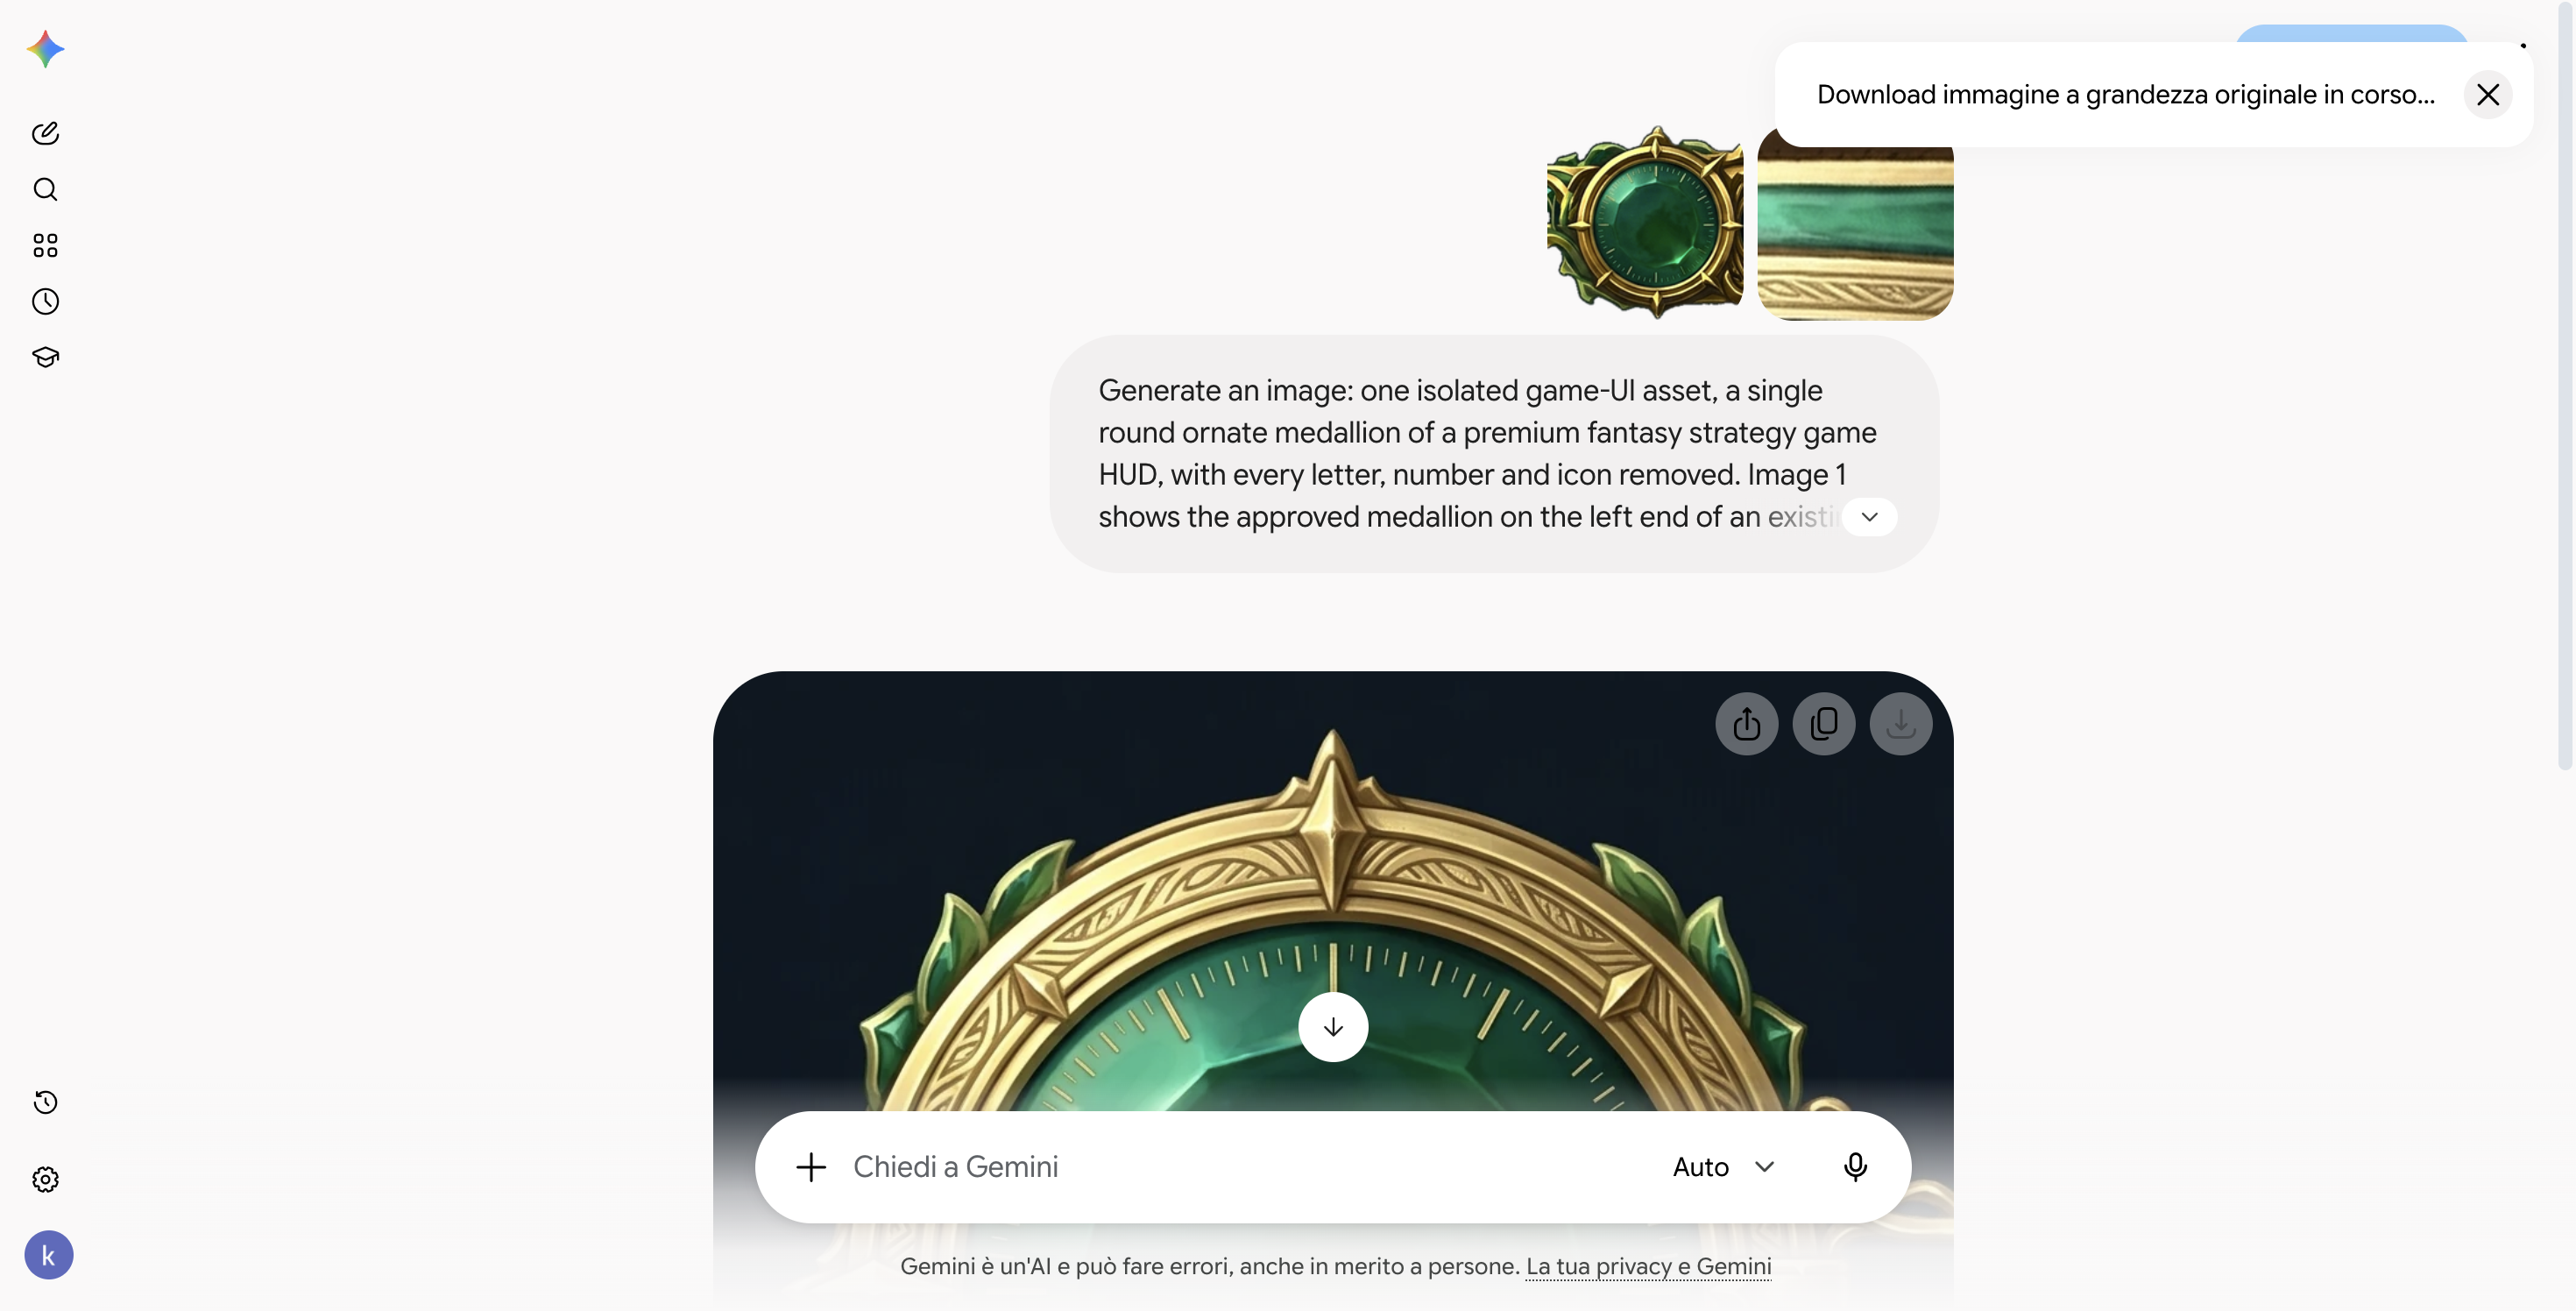 Download immagine a grandezza originale in corso...
Generate an image: one isolated game-UI asset, a single
round ornate medallion of a premium fantasy strategy game
HUD, with every letter, number and icon removed. Image 1
shows the approved medallion on the left end of an
Chiedi a Gemini
Auto
k
Gemini è un'AI e può fare errori, anche in merito a persone. La tua privacy e Gemini